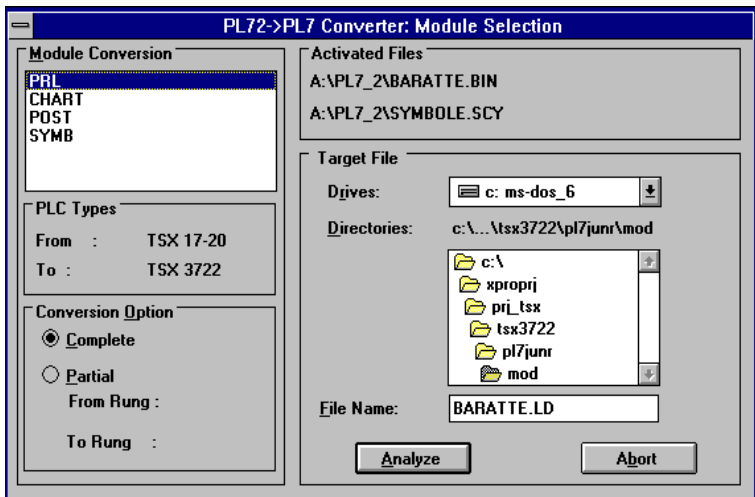 PL72->PL7 Converter: Module Selection
Module Conversion
PRL
CHART
POST
SYMB
PLC Types
From : TSX 17-20
To : TSX 3722
Conversion Option
Complete
Partial
From Rung :
To Rung :
Activated Files
A:\PL7_2\BARATTE.BIN
A:\PL7_2\SYMBOLE.SCY
Target File
Drives: c: ms-dos_6
Directories: c:\...\tsx3722\pl7junr\mod
c:\
xproprj
prj_tsx
tsx3722
pl7junr
mod
File Name: BARATTE.LD
Analyze Abort